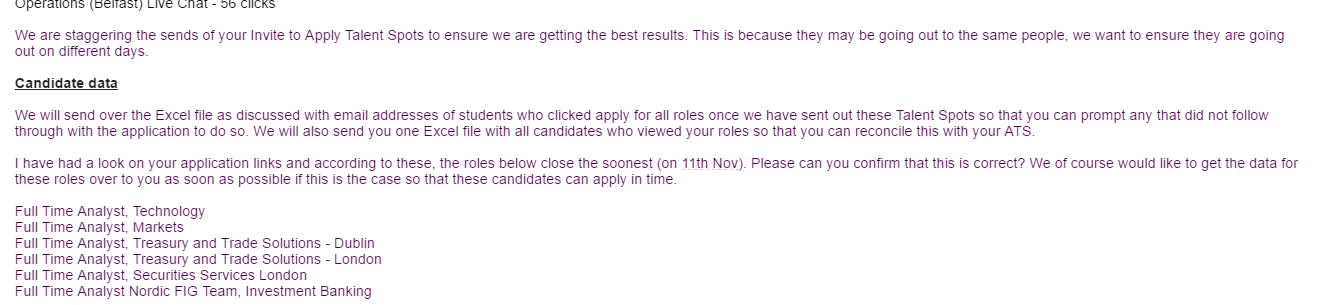 Operations (Belfast) Live Chat - 56 clicks
We are staggering the sends of your Invite to Apply Talent Spots to ensure we are getting the best results. This is because they may be going out to the same people, we want to ensure they are going
out on different days.
Candidate data
We will send over the Excel file as discussed with email addresses of students who clicked apply for all roles once we have sent out these Talent Spots so that you can prompt any that did not follow
through with the application to do so. We will also send you one Excel file with all candidates who viewed your roles so that you can reconcile this with your ATS.
I have had a look on your application links and according to these, the roles below close the soonest (on 11th Nov). Please can you confirm that this is correct? We of course would like to get the data for
these roles over to you as soon as possible if this is the case so that these candidates can apply in time.
Full Time Analyst, Technology
Full Time Analyst, Markets
Full Time Analyst, Treasury and Trade Solutions - Dublin
Full Time Analyst, Treasury and Trade Solutions - London
Full Time Analyst, Securities Services London
Full Time Analyst Nordic FIG Team, Investment Banking